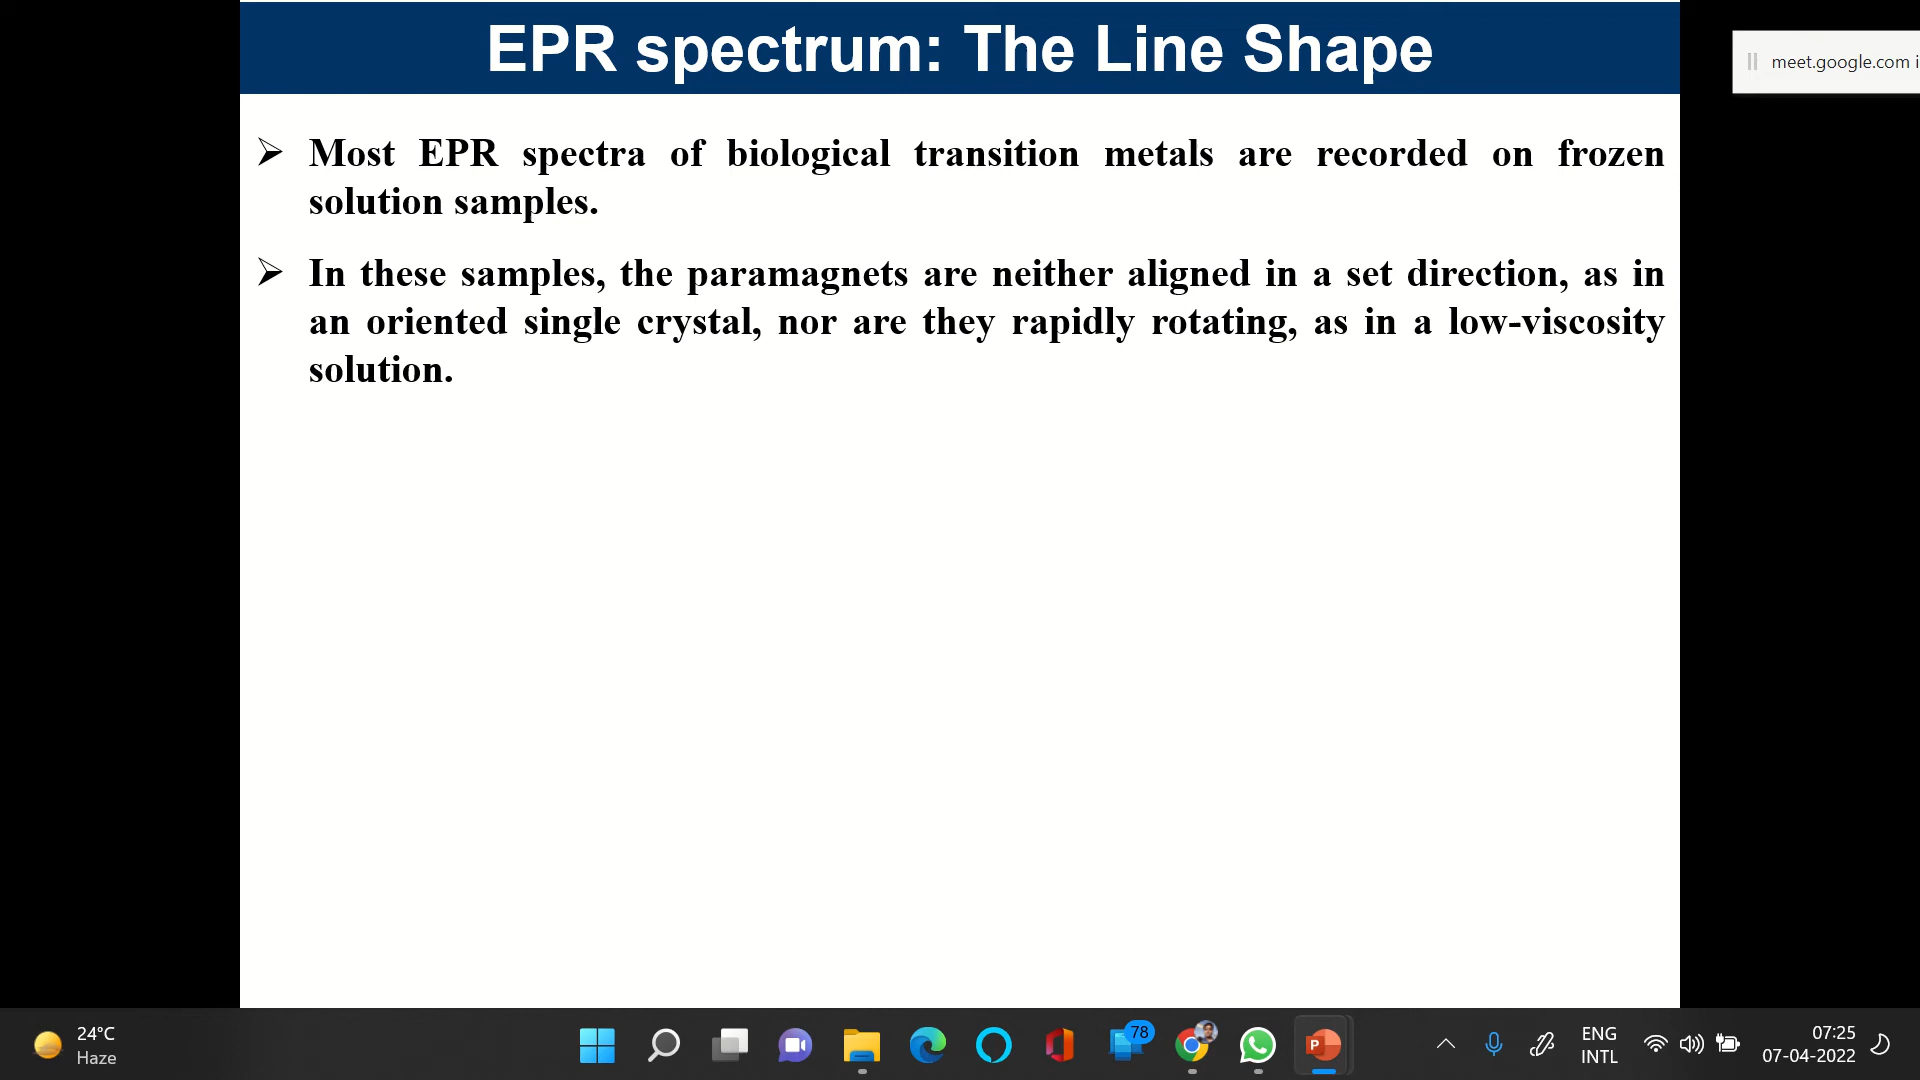 EPR spectrum: The Line Shape
meet.google.com i
➢ Most EPR spectra of biological transition metals are recorded on frozen
solution samples.
➢ In these samples, the paramagnets are neither aligned in a set direction, as in
an oriented single crystal, nor are they rapidly rotating, as in a low-viscosity
solution.
24°C
Haze
78
P
ENG
INTL
07:25
07-04-2022